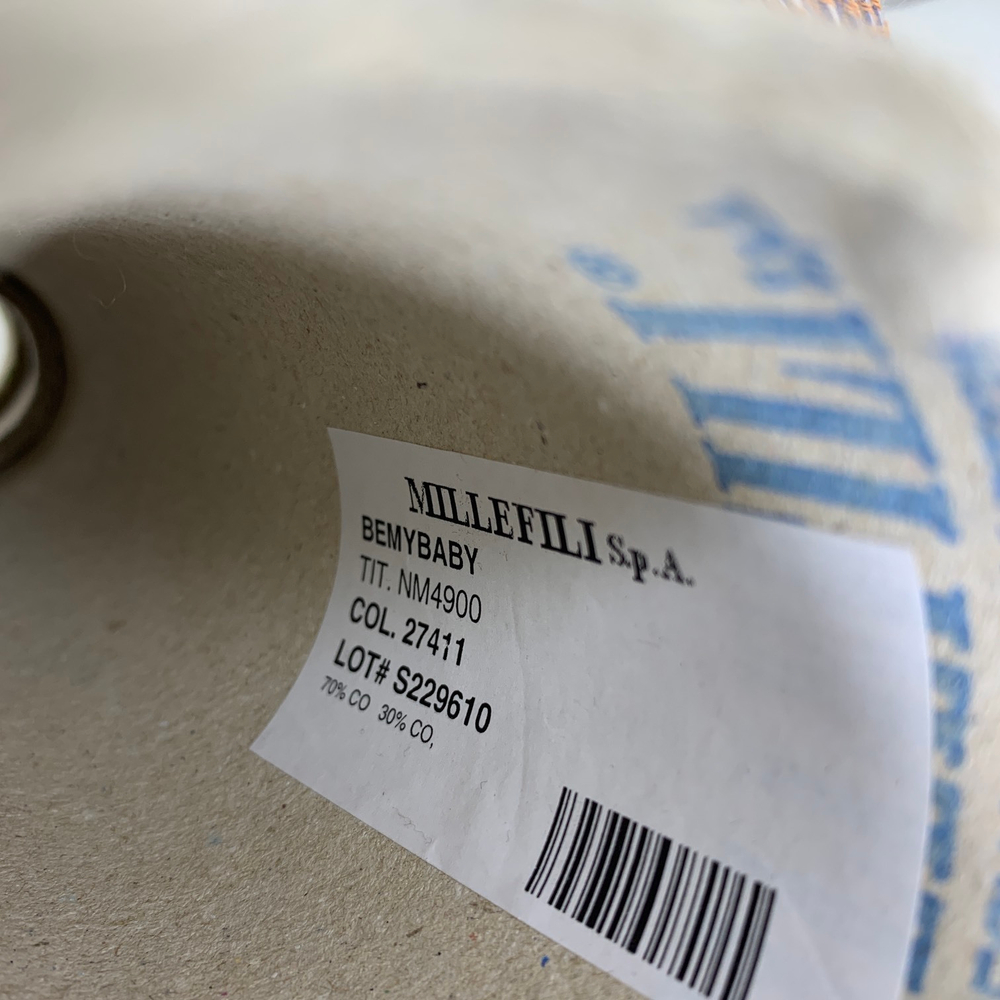 MILLEFILI S.p.A.
BEMYBABY
TIT. NM4900
COL. 27411
LOT# S229610
70% CO 30% CO,
®